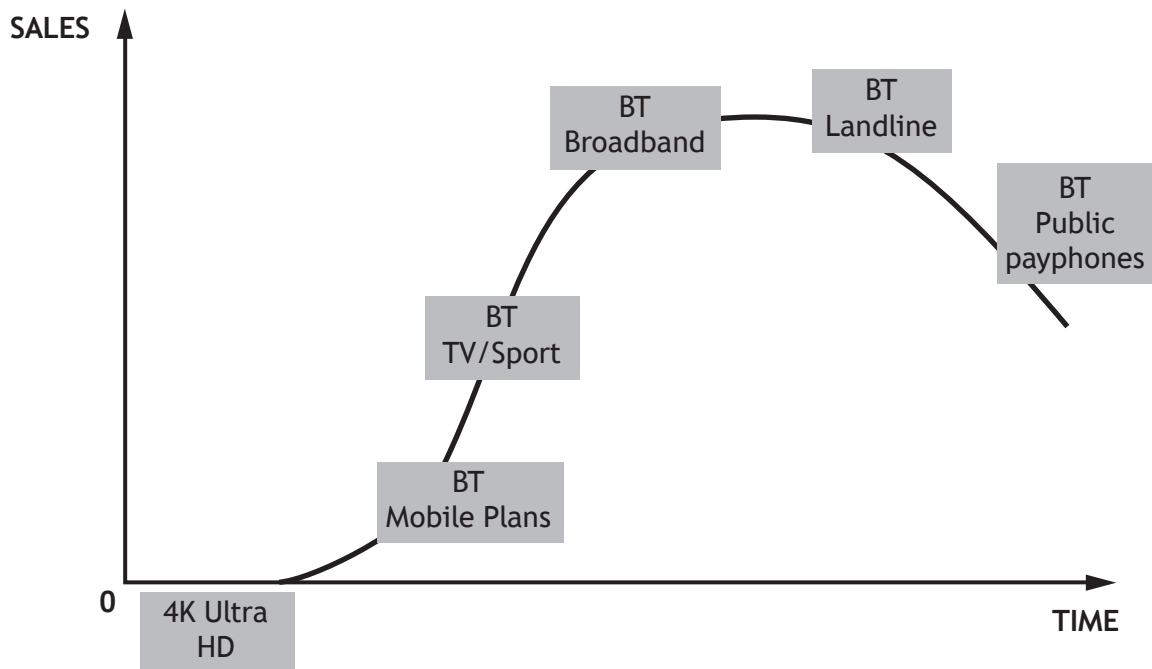 SALES
BT
Broadband
BT
Landline
BT
Public
payphones
BT
TV/Sport
BT
Mobile Plans
0
4K Ultra
HD
TIME